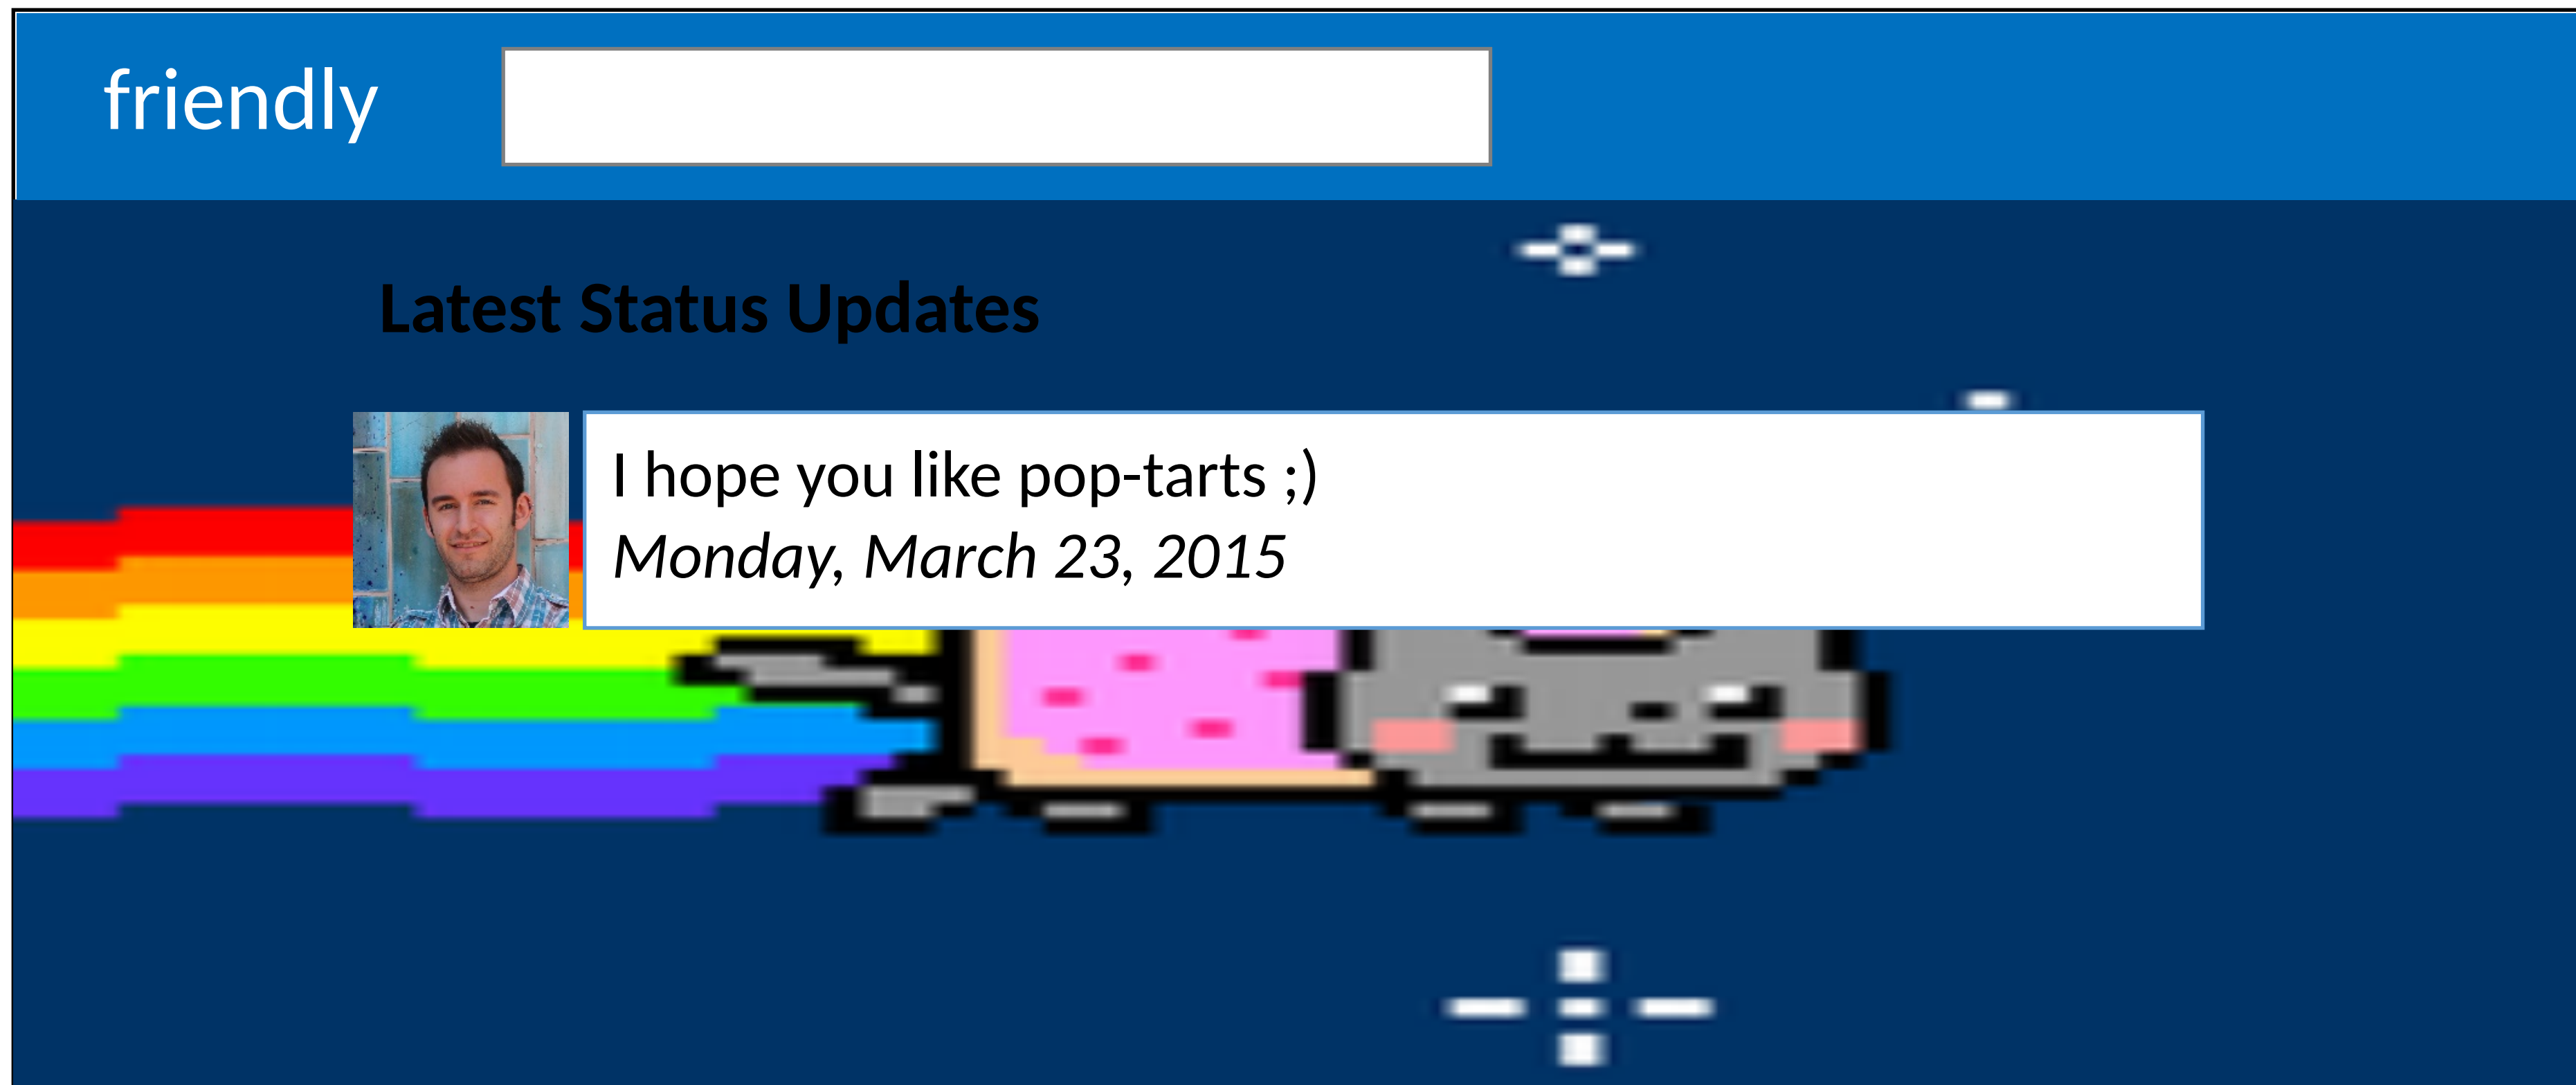 friendly
Latest Status Updates
I hope you like pop-tarts ;)
Monday, March 23, 2015